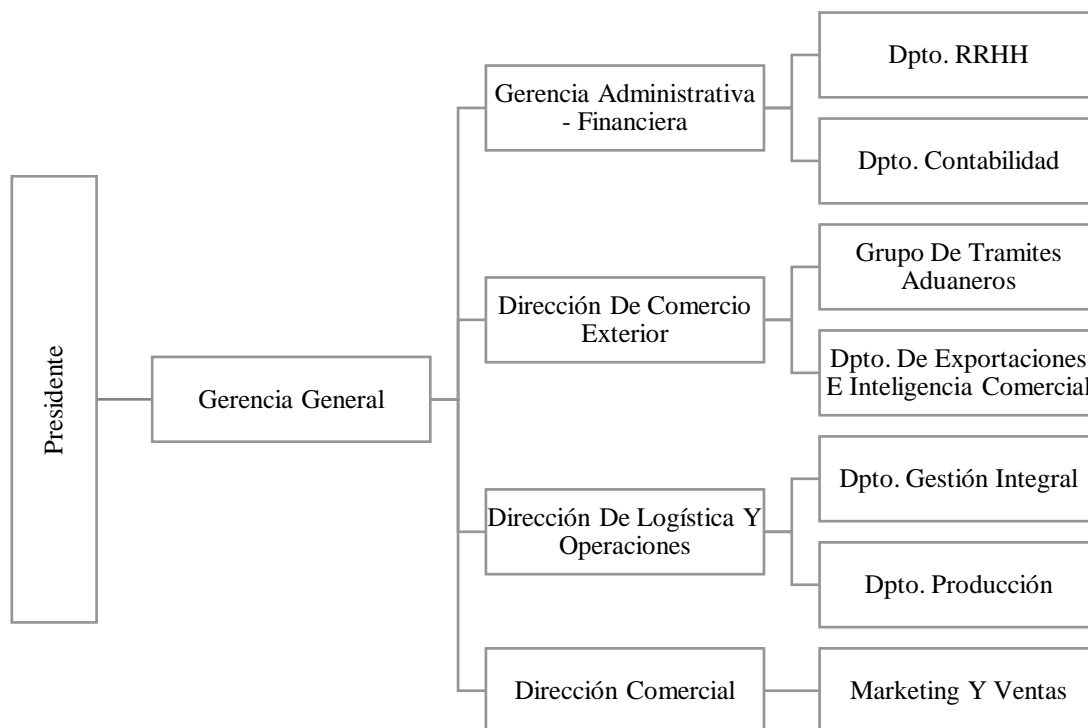 Presidente
Gerencia General
Gerencia Administrativa
- Financiera
Dpto. RRHH
Dpto. Contabilidad
Dirección De Comercio
Exterior
Grupo De Tramites
Aduaneros
Dpto. De Exportaciones
E Inteligencia Comercial
Dirección De Logística Y
Operaciones
Dpto. Gestión Integral
Dpto. Producción
Dirección Comercial
Marketing Y Ventas